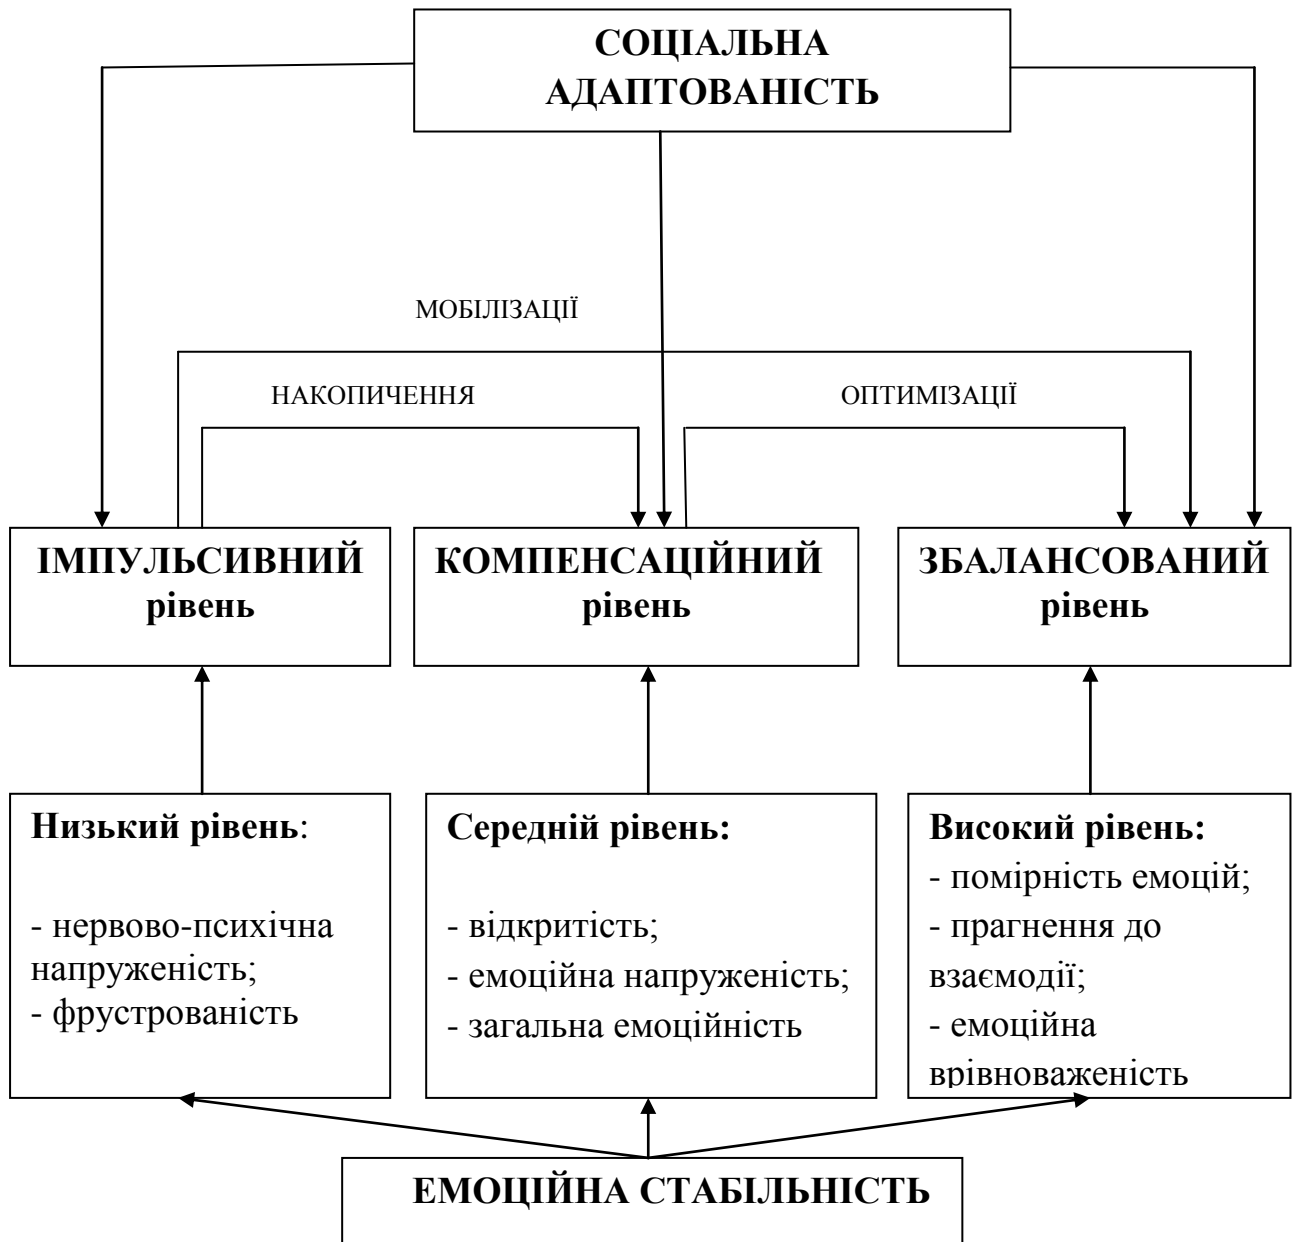 СОЦІАЛЬНА
АДАПТОВАНІСТЬ
МОБІЛІЗАЦІЇ
НАКОПИЧЕННЯ
ОПТИМІЗАЦІЇ
ІМПУЛЬСИВНИЙ
рівень
КОМПЕНСАЦІЙНИЙ
рівень
ЗБАЛАНСОВАНИЙ
рівень
Низький рівень:
- нервово-психічна
напруженість;
- фрустрованість
Середній рівень:
- відкритість;
- емоційна напруженість;
- загальна емоційність
Високий рівень:
- помірність емоцій;
- прагнення до
взаємодії;
- емоційна
врівноваженість
ЕМОЦІЙНА СТАБІЛЬНІСТЬ